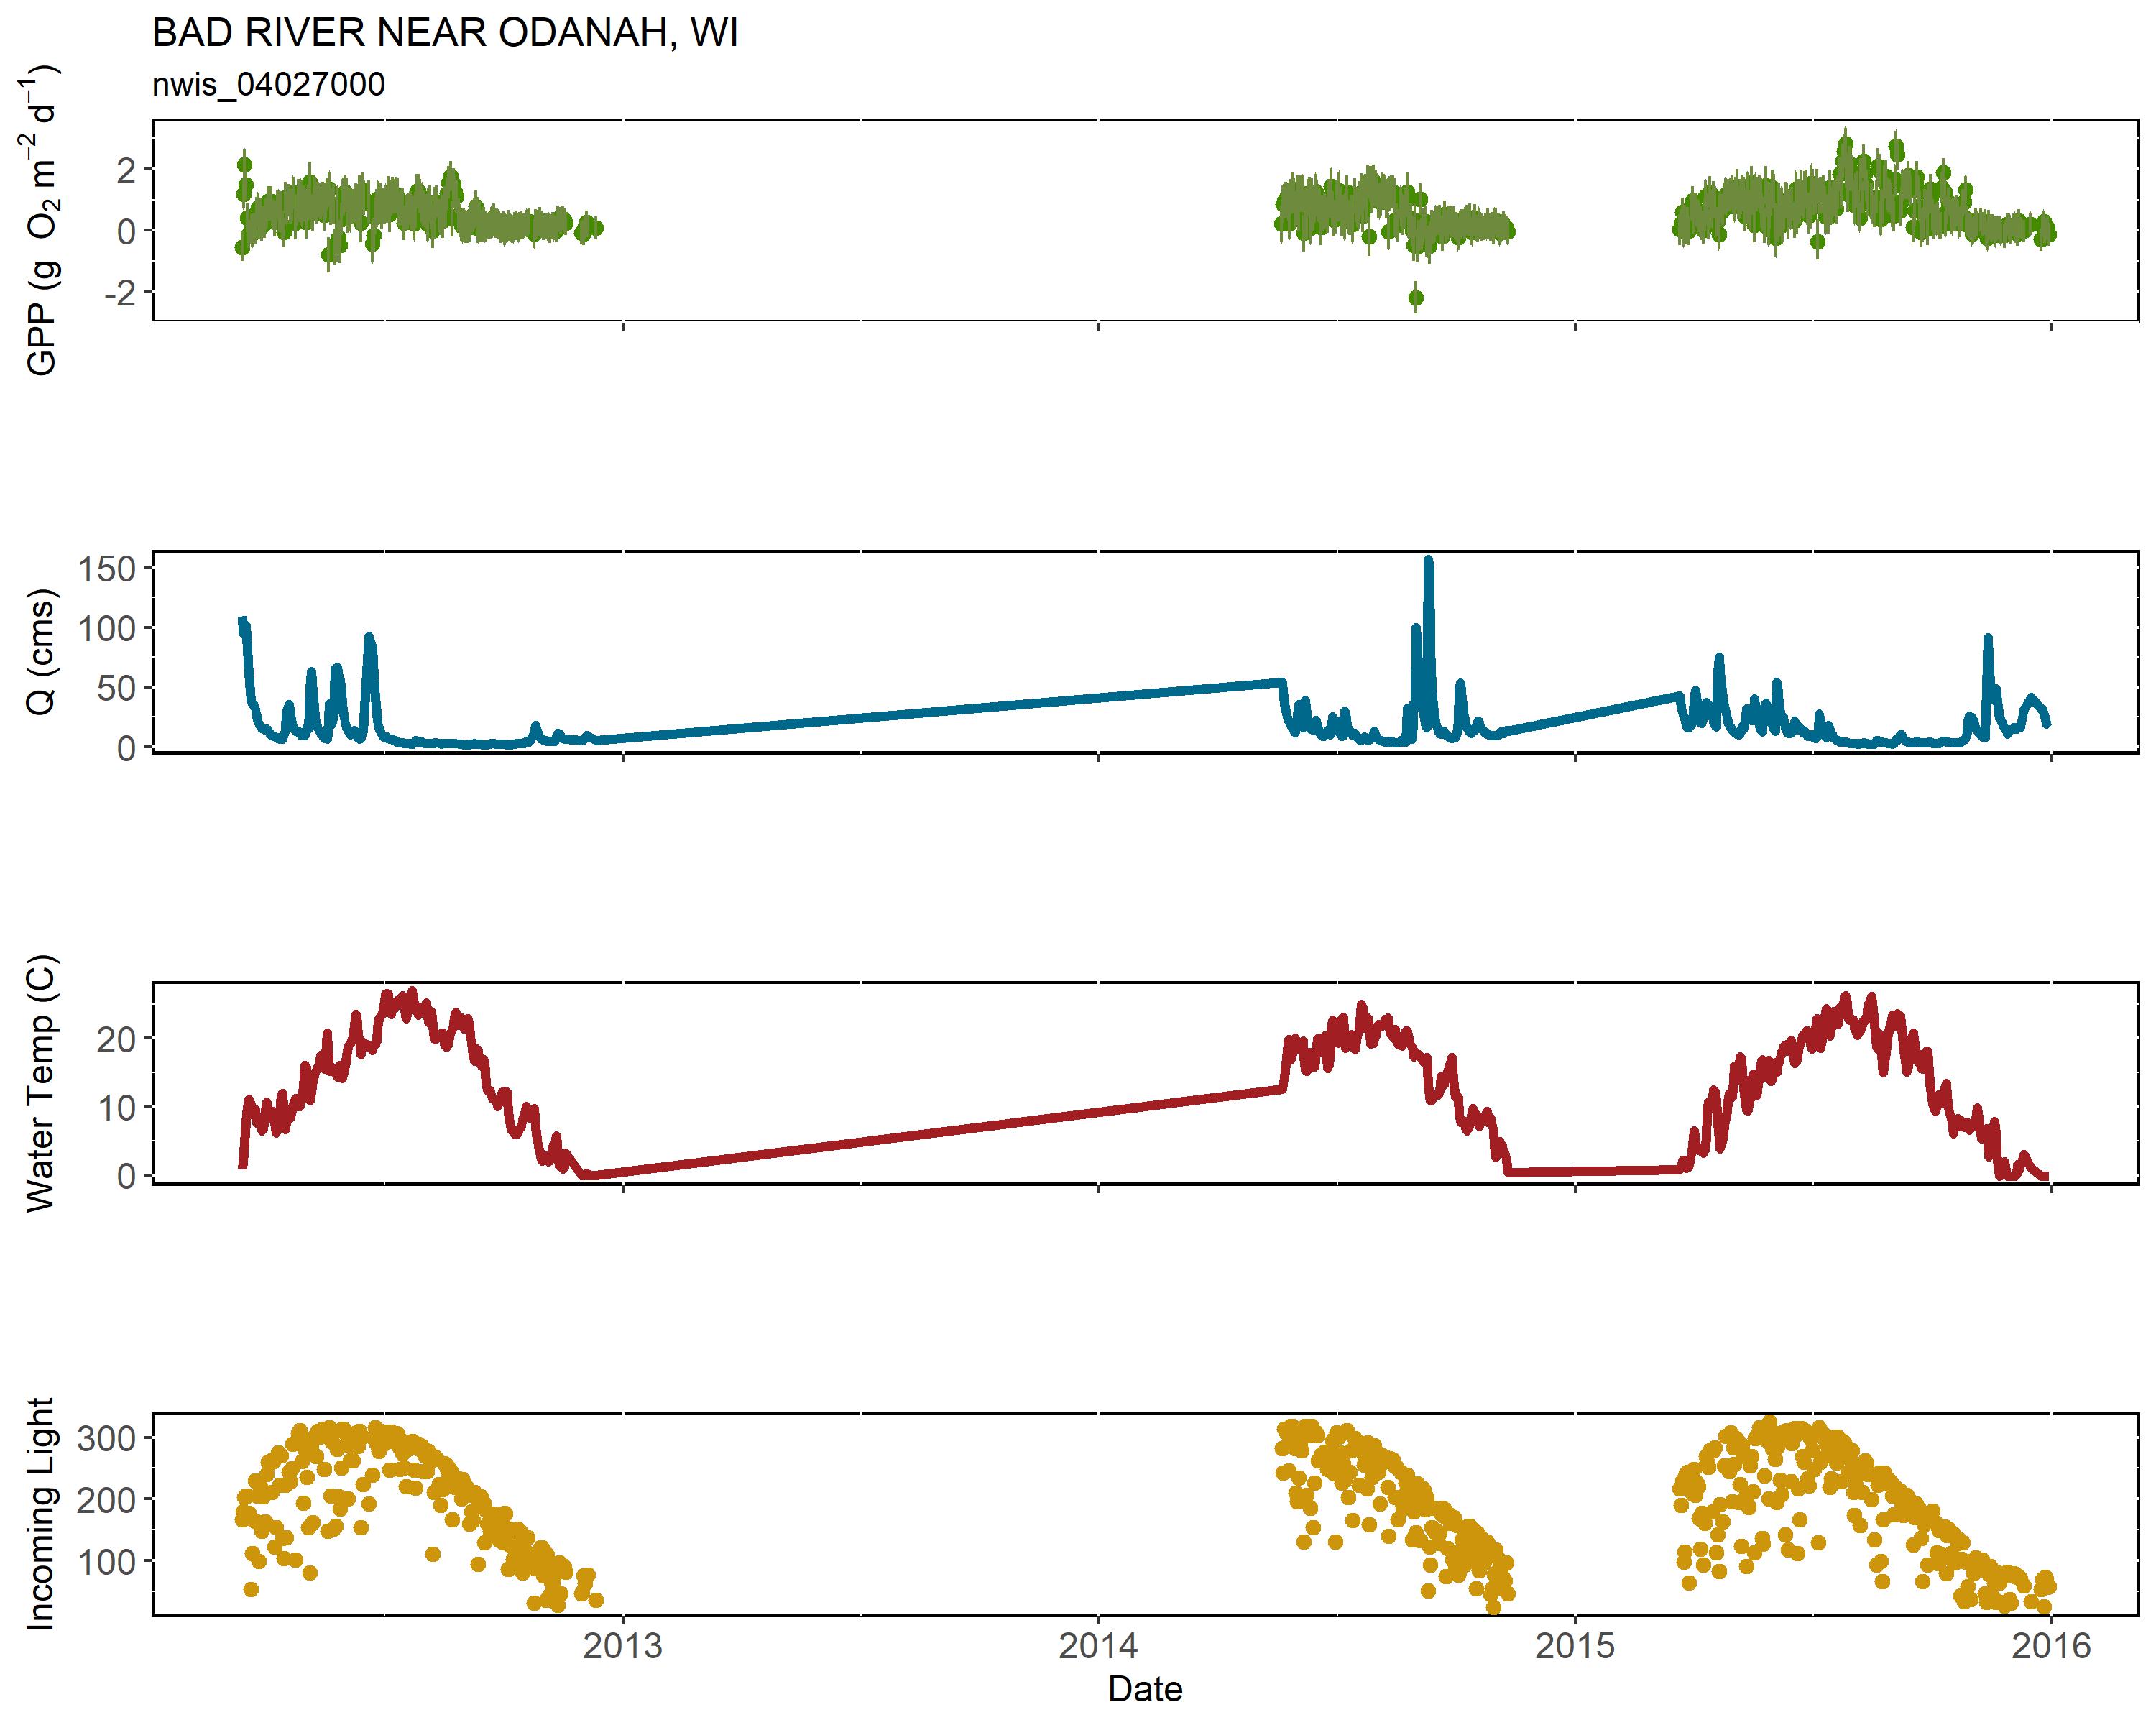 BAD RIVER NEAR ODANAH, WI
nwis_04027000
GPP (g O₂ m⁻² d⁻¹)
2
0
-2
Q (cms)
150
100
50
0
Water Temp (C)
20
10
0
Incoming Light
300
200
100
2013 2014 2015 2016
Date